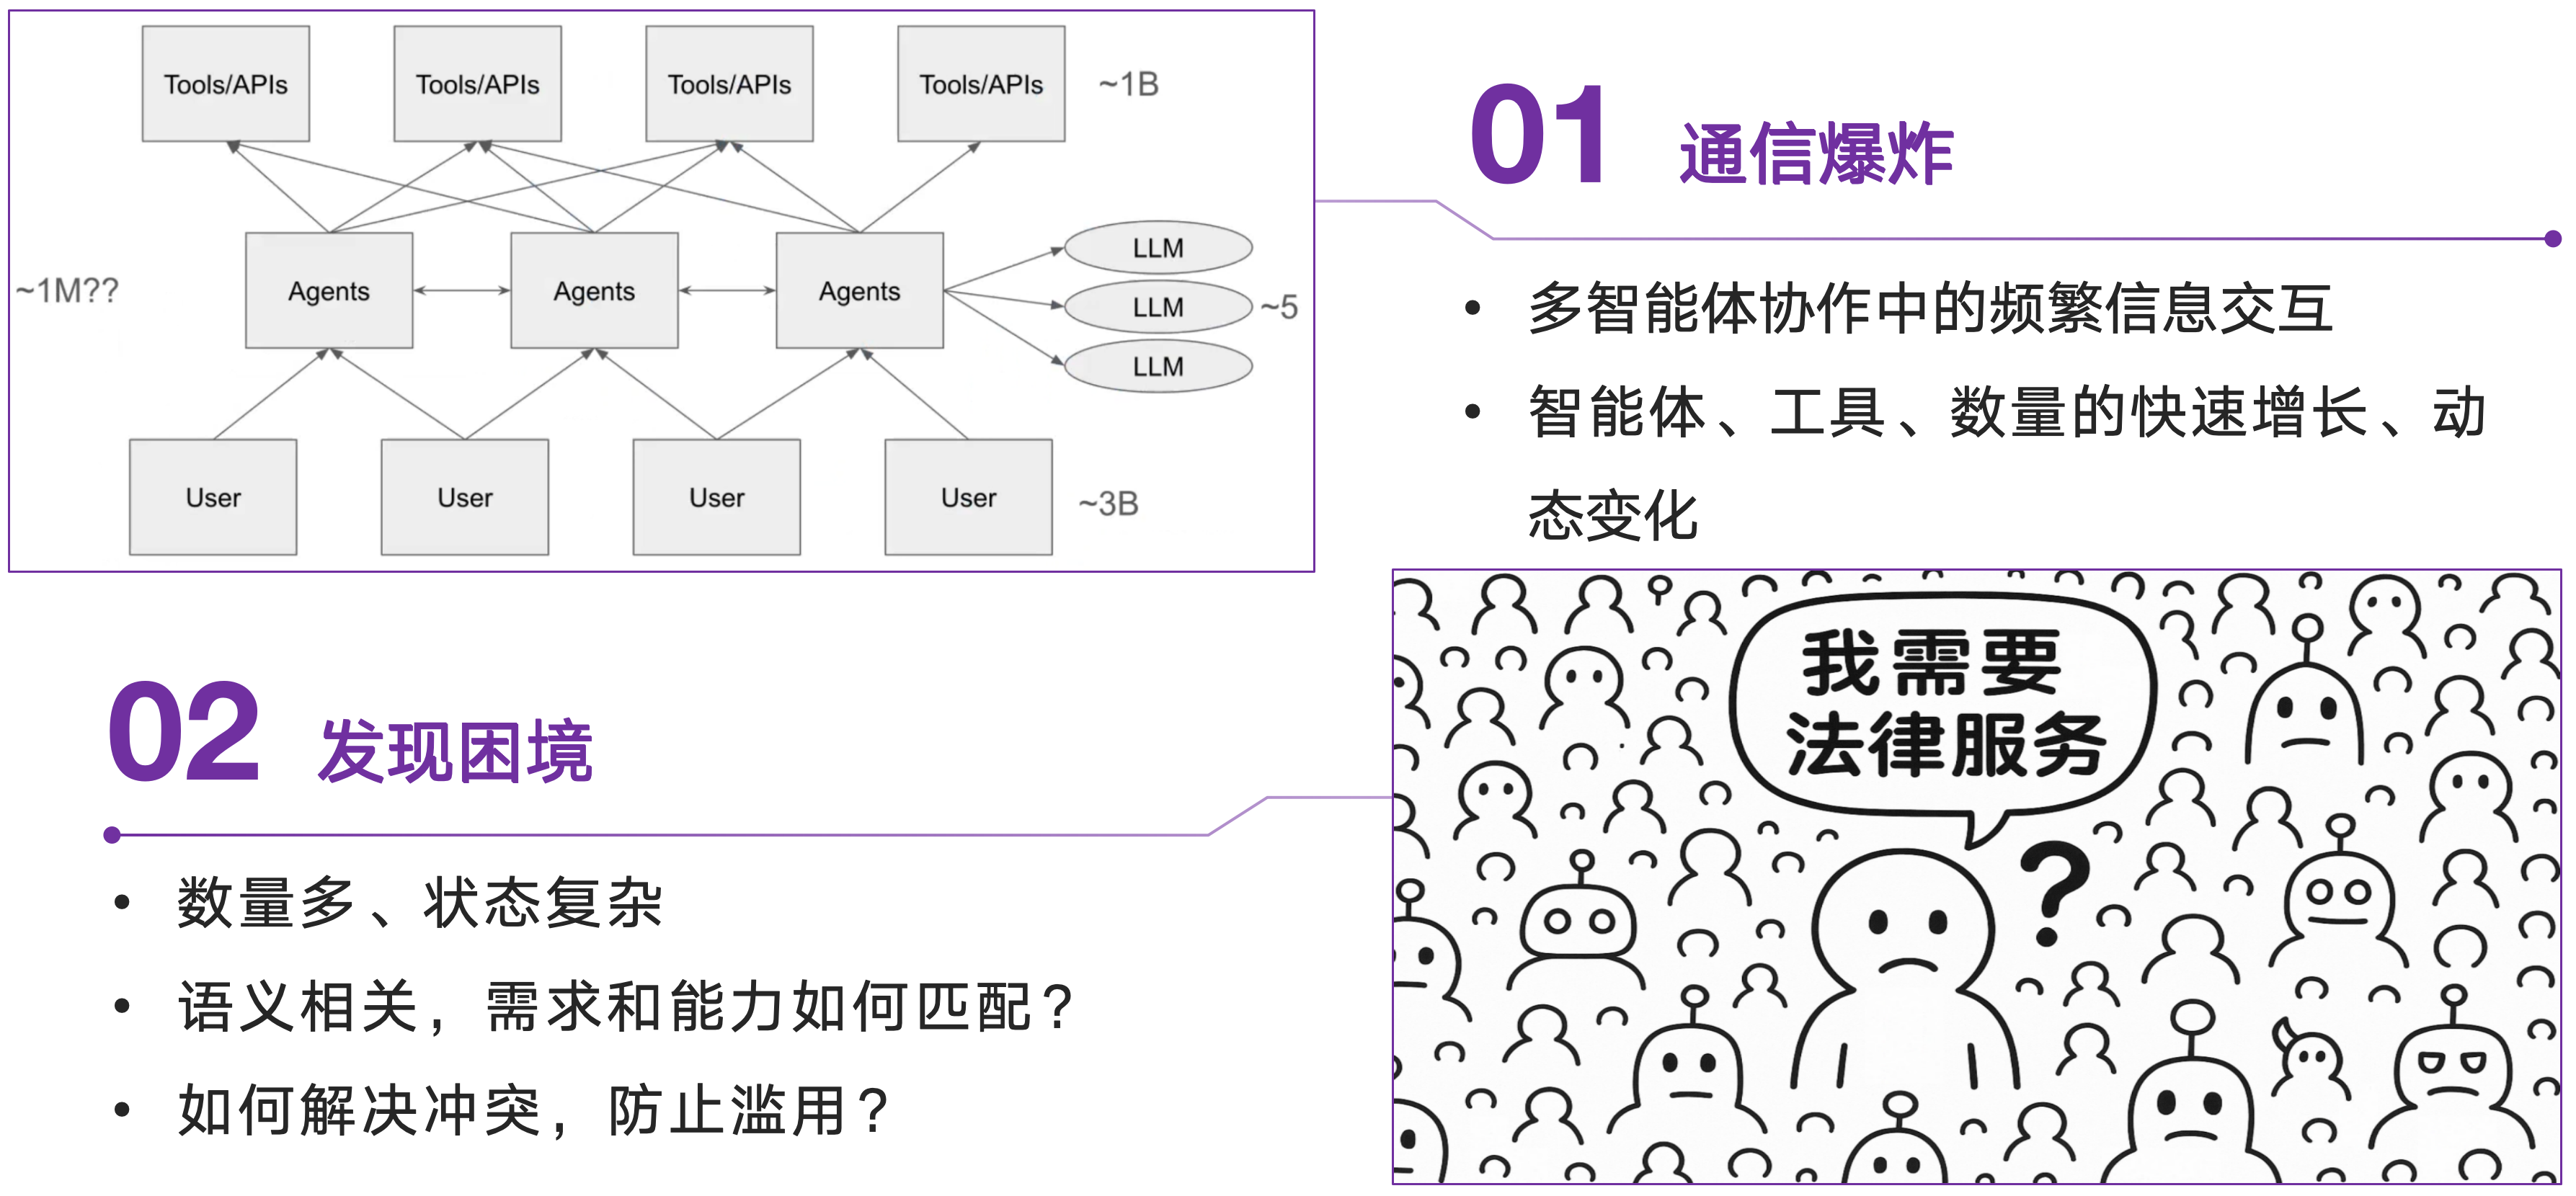 Tools/APIs
Tools/APIs
Tools/APIs
Tools/APIs
~1B
~1M??
Agents
Agents
Agents
LLM
LLM
LLM
~5
User
User
User
User
~3B
01 通信爆炸
• 多智能体协作中的频繁信息交互
• 智能体、工具、数量的快速增长、动
态变化
02 发现困境
• 数量多、状态复杂
• 语义相关，需求和能力如何匹配？
• 如何解决冲突，防止滥用？
我需要
法律服务
?